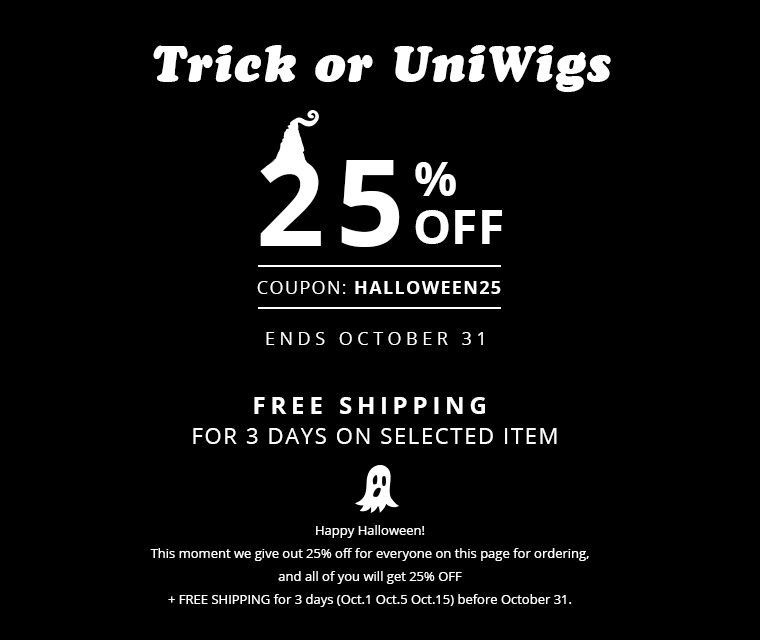 Trick or UniWigs
25% OFF
COUPON: HALLOWEEN25
ENDS OCTOBER 31
FREE SHIPPING
FOR 3 DAYS ON SELECTED ITEM
Happy Halloween!
This moment we give out 25% off for everyone on this page for ordering,
and all of you will get 25% OFF
+ FREE SHIPPING for 3 days (Oct.1 Oct.5 Oct.15) before October 31.